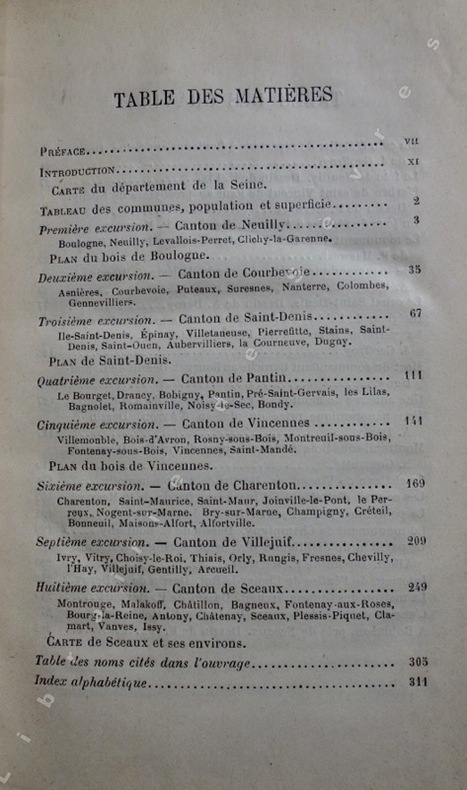 TABLE DES MATIÈRES
PRÉFACE........ VII
INTRODUCTION........ XI
CARTE du département de la Seine.
TABLEAU des communes, population et superficie......... 2
Première excursion. — Canton de Neuilly............... 3
Boulogne, Neuilly, Levallois-Perret, Clichy-la-Garenne.
PLAN du bois de Boulogne.
Deuxième excursion. — Canton de Courbevoie............ 35
Asnières, Courbevoie, Puteaux, Suresnes, Nanterre, Colombes,
Gennevilliers.
Troisième excursion. — Canton de Saint-Denis............ 67
Ile-Saint-Denis, Épinay, Villetaneuse, Pierrefitte, Stains, Saint-
Denis, Saint-Ouen, Aubervilliers, la Courneuve, Dugny.
PLAN de Saint-Denis.
Quatrième excursion. — Canton de Pantin............... 111
Le Bourget, Drancy, Bobigny, Pantin, Pré-Saint-Gervais, les Lilas,
Bagnolet, Romainville, Noisy-le-Sec, Bondy.
Cinquième excursion. — Canton de Vincennes............ 141
Villemomble, Bois-d'Avron, Rosny-sous-Bois, Montreuil-sous-Bois,
Fontenay-sous-Bois, Vincennes, Saint-Mandé.
PLAN du bois de Vincennes.
Sixième excursion. — Canton de Charenton.............. 169
Charenton, Saint-Maurice, Saint-Maur, Joinville-le-Pont, le Per-
reux, Nogent-sur-Marne, Bry-sur-Marne, Champigny, Créteil,
Bonneuil, Maisons-Alfort, Alfortville.
Septième excursion. — Canton de Villejuif............... 209
Ivry, Vitry, Choisy-le-Roi, Thiais, Orly, Rungis, Fresnes, Chevilly,
l'Hay, Villejuif, Gentilly, Arcueil.
Huitième excursion. — Canton de Sceaux................ 249
Montrouge, Malakoff, Châtillon, Bagneux, Fontenay-aux-Roses,
Bourg-la-Reine, Antony, Châtenay, Sceaux, Plessis-Piquet, Cla-
mart, Vanves, Issy.
CARTE de Sceaux et ses environs.
Table des noms cités dans l'ouvrage..................... 305
Index alphabétique................................... 311